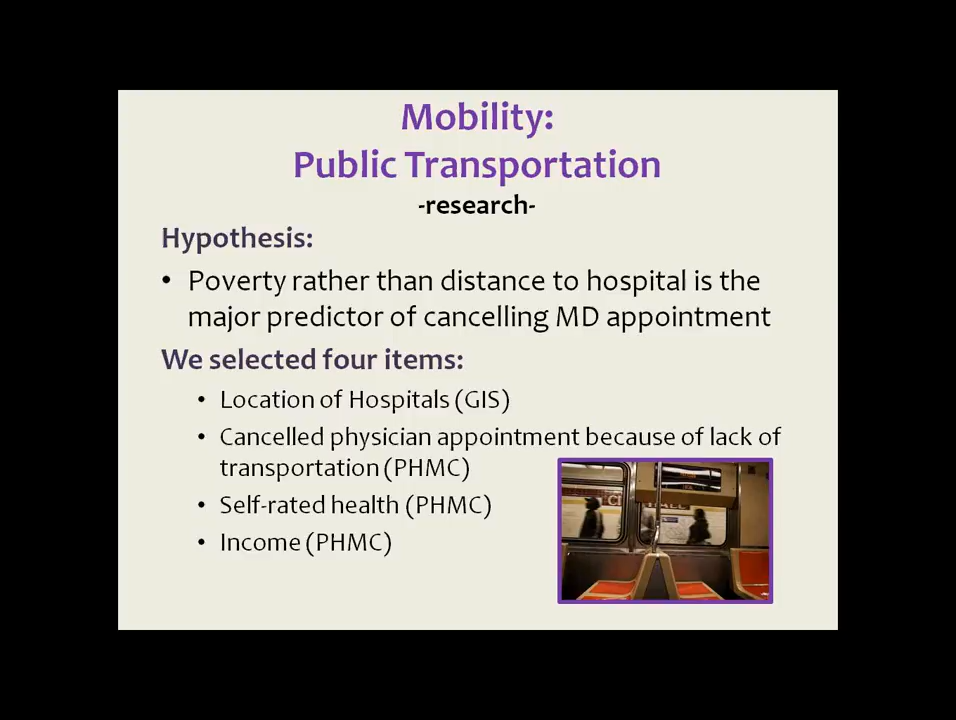 Mobility:
Public Transportation
-research-
Hypothesis:
• Poverty rather than distance to hospital is the
major predictor of cancelling MD appointment
We selected four items:
• Location of Hospitals (GIS)
• Cancelled physician appointment because of lack of
transportation (PHMC)
• Self-rated health (PHMC)
• Income (PHMC)